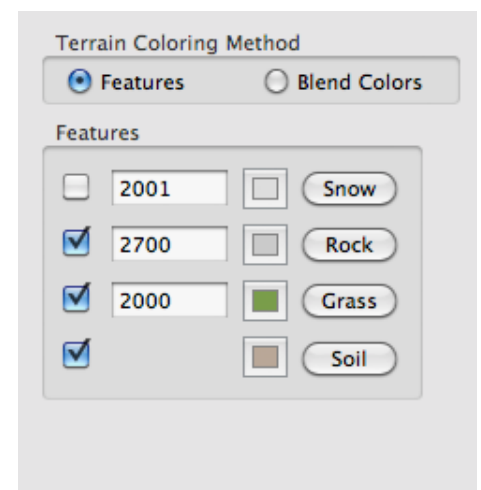 Terrain Coloring Method
Features Blend Colors
Features
2001 Snow
2700 Rock
2000 Grass
Soil